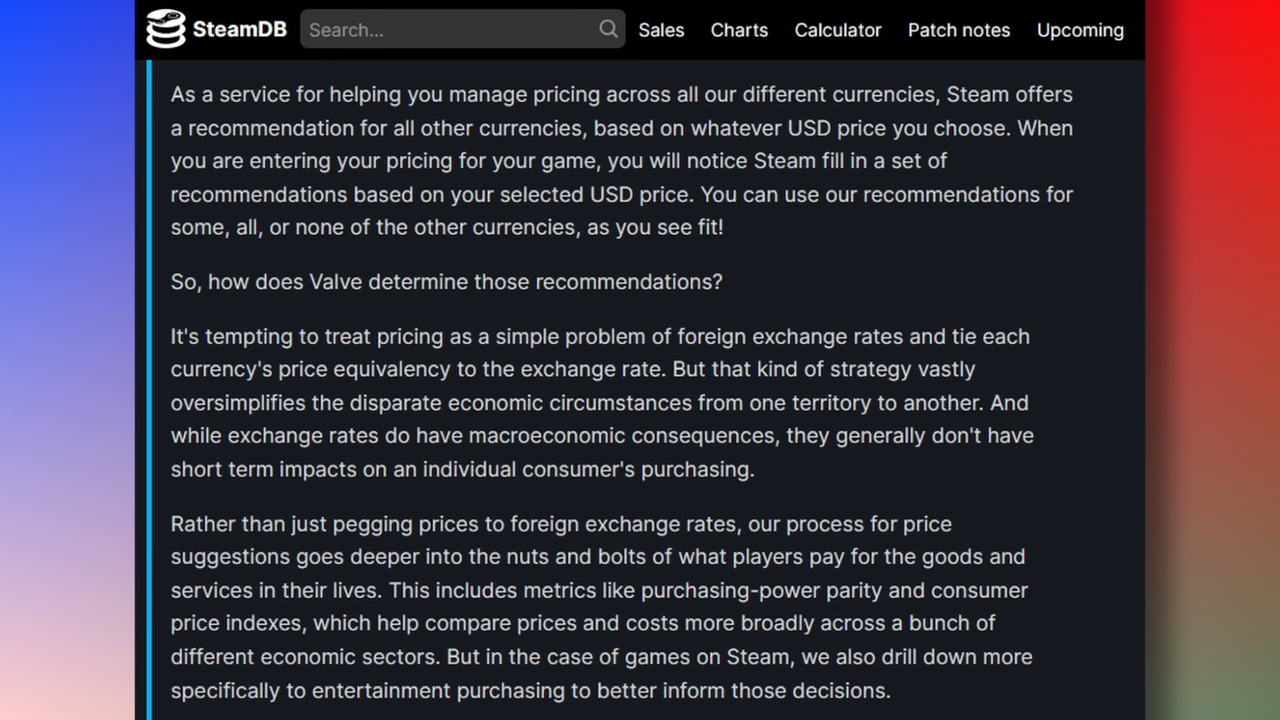 SteamDB Search... Sales Charts Calculator Patch notes Upcoming
As a service for helping you manage pricing across all our different currencies, Steam offers
a recommendation for all other currencies, based on whatever USD price you choose. When
you are entering your pricing for your game, you will notice Steam fill in a set of
recommendations based on your selected USD price. You can use our recommendations for
some, all, or none of the other currencies, as you see fit!
So, how does Valve determine those recommendations?
It's tempting to treat pricing as a simple problem of foreign exchange rates and tie each
currency's price equivalency to the exchange rate. But that kind of strategy vastly
oversimplifies the disparate economic circumstances from one territory to another. And
while exchange rates do have macroeconomic consequences, they generally don't have
short term impacts on an individual consumer's purchasing.
Rather than just pegging prices to foreign exchange rates, our process for price
suggestions goes deeper into the nuts and bolts of what players pay for the goods and
services in their lives. This includes metrics like purchasing-power parity and consumer
price indexes, which help compare prices and costs more broadly across a bunch of
different economic sectors. But in the case of games on Steam, we also drill down more
specifically to entertainment purchasing to better inform those decisions.